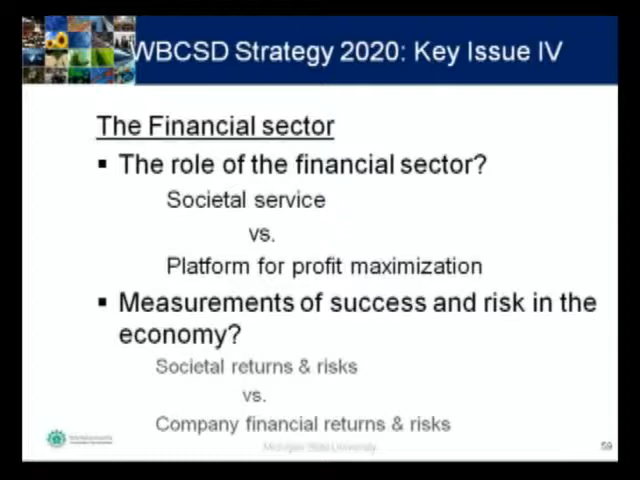 WBCSD Strategy 2020: Key Issue IV
The Financial sector
▪ The role of the financial sector?
Societal service
vs.
Platform for profit maximization
▪ Measurements of success and risk in the
economy?
Societal returns & risks
vs.
Company financial returns & risks
Michigan State University
59